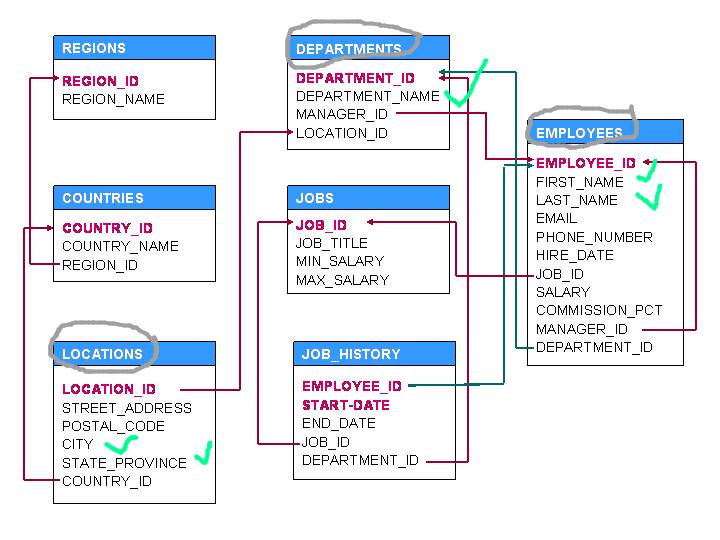 REGIONS
REGION_ID
REGION_NAME
DEPARTMENTS
DEPARTMENT_ID
DEPARTMENT_NAME
MANAGER_ID
LOCATION_ID
EMPLOYEES
EMPLOYEE_ID
FIRST_NAME
LAST_NAME
EMAIL
PHONE_NUMBER
HIRE_DATE
JOB_ID
SALARY
COMMISSION_PCT
MANAGER_ID
DEPARTMENT_ID
COUNTRIES
COUNTRY_ID
COUNTRY_NAME
REGION_ID
JOBS
JOB_ID
JOB_TITLE
MIN_SALARY
MAX_SALARY
LOCATIONS
LOCATION_ID
STREET_ADDRESS
POSTAL_CODE
CITY
STATE_PROVINCE
COUNTRY_ID
JOB_HISTORY
EMPLOYEE_ID
START-DATE
END_DATE
JOB_ID
DEPARTMENT_ID